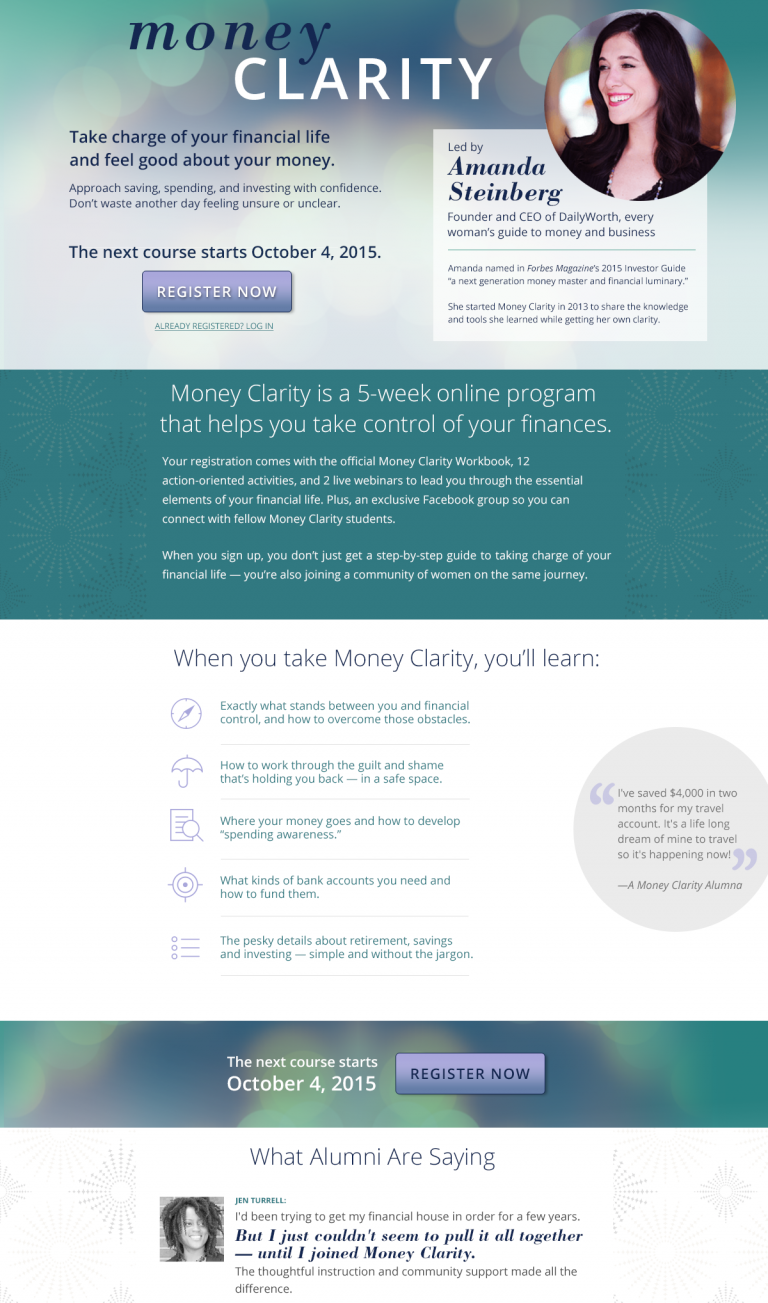 money
CLARITY
Take charge of your financial life
and feel good about your money.
Approach saving, spending, and investing with confidence.
Don't waste another day feeling unsure or unclear.
The next course starts October 4, 2015.
REGISTER NOW
ALREADY REGISTERED? LOG IN
Led by
Amanda
Steinberg
Founder and CEO of DailyWorth, every
woman's guide to money and business
Amanda named in Forbes Magazine's 2015 Investor Guide
"a next generation money master and financial luminary."
She started Money Clarity in 2013 to share the knowledge
and tools she learned while getting her own clarity.
Money Clarity is a 5-week online program
that helps you take control of your finances.
Your registration comes with the official Money Clarity Workbook, 12
action-oriented activities, and 2 live webinars to lead you through the essential
elements of your financial life. Plus, an exclusive Facebook group so you can
connect with fellow Money Clarity students.
When you sign up, you don't just get a step-by-step guide to taking charge of your
financial life — you're also joining a community of women on the same journey.
When you take Money Clarity, you'll learn:
Exactly what stands between you and financial
control, and how to overcome those obstacles.
How to work through the guilt and shame
that's holding you back — in a safe space.
Where your money goes and how to develop
"spending awareness."
What kinds of bank accounts you need and
how to fund them.
The pesky details about retirement, savings
and investing — simple and without the jargon.
“I've saved $4,000 in two
months for my travel
account. It's a life long
dream of mine to travel
so it's happening now!”
—A Money Clarity Alumna
The next course starts
October 4, 2015
REGISTER NOW
What Alumni Are Saying
JEN TURRELL:
I'd been trying to get my financial house in order for a few years.
But I just couldn't seem to pull it all together
— until I joined Money Clarity.
The thoughtful instruction and community support made all the
difference.